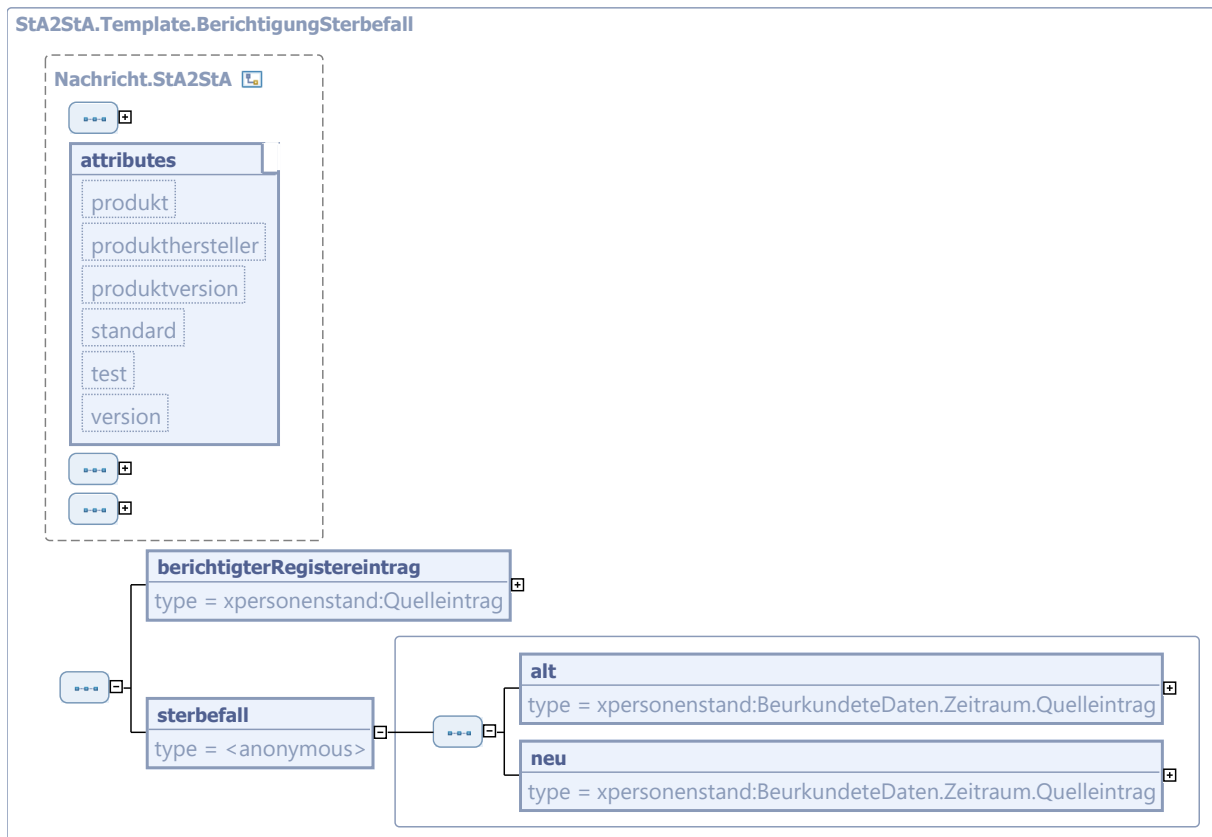 StA2StA.Template.BerichtigungSterbefall
Nachricht.StA2StA
attributes
produkt
produkthersteller
produktversion
standard
test
version
berichtigterRegistereintrag
type = xpersonenstand:Quelleintrag
sterbefall
type = <anonymous>
alt
type = xpersonenstand:BeurkundeteDaten.Zeitraum.Quelleintrag
neu
type = xpersonenstand:BeurkundeteDaten.Zeitraum.Quelleintrag